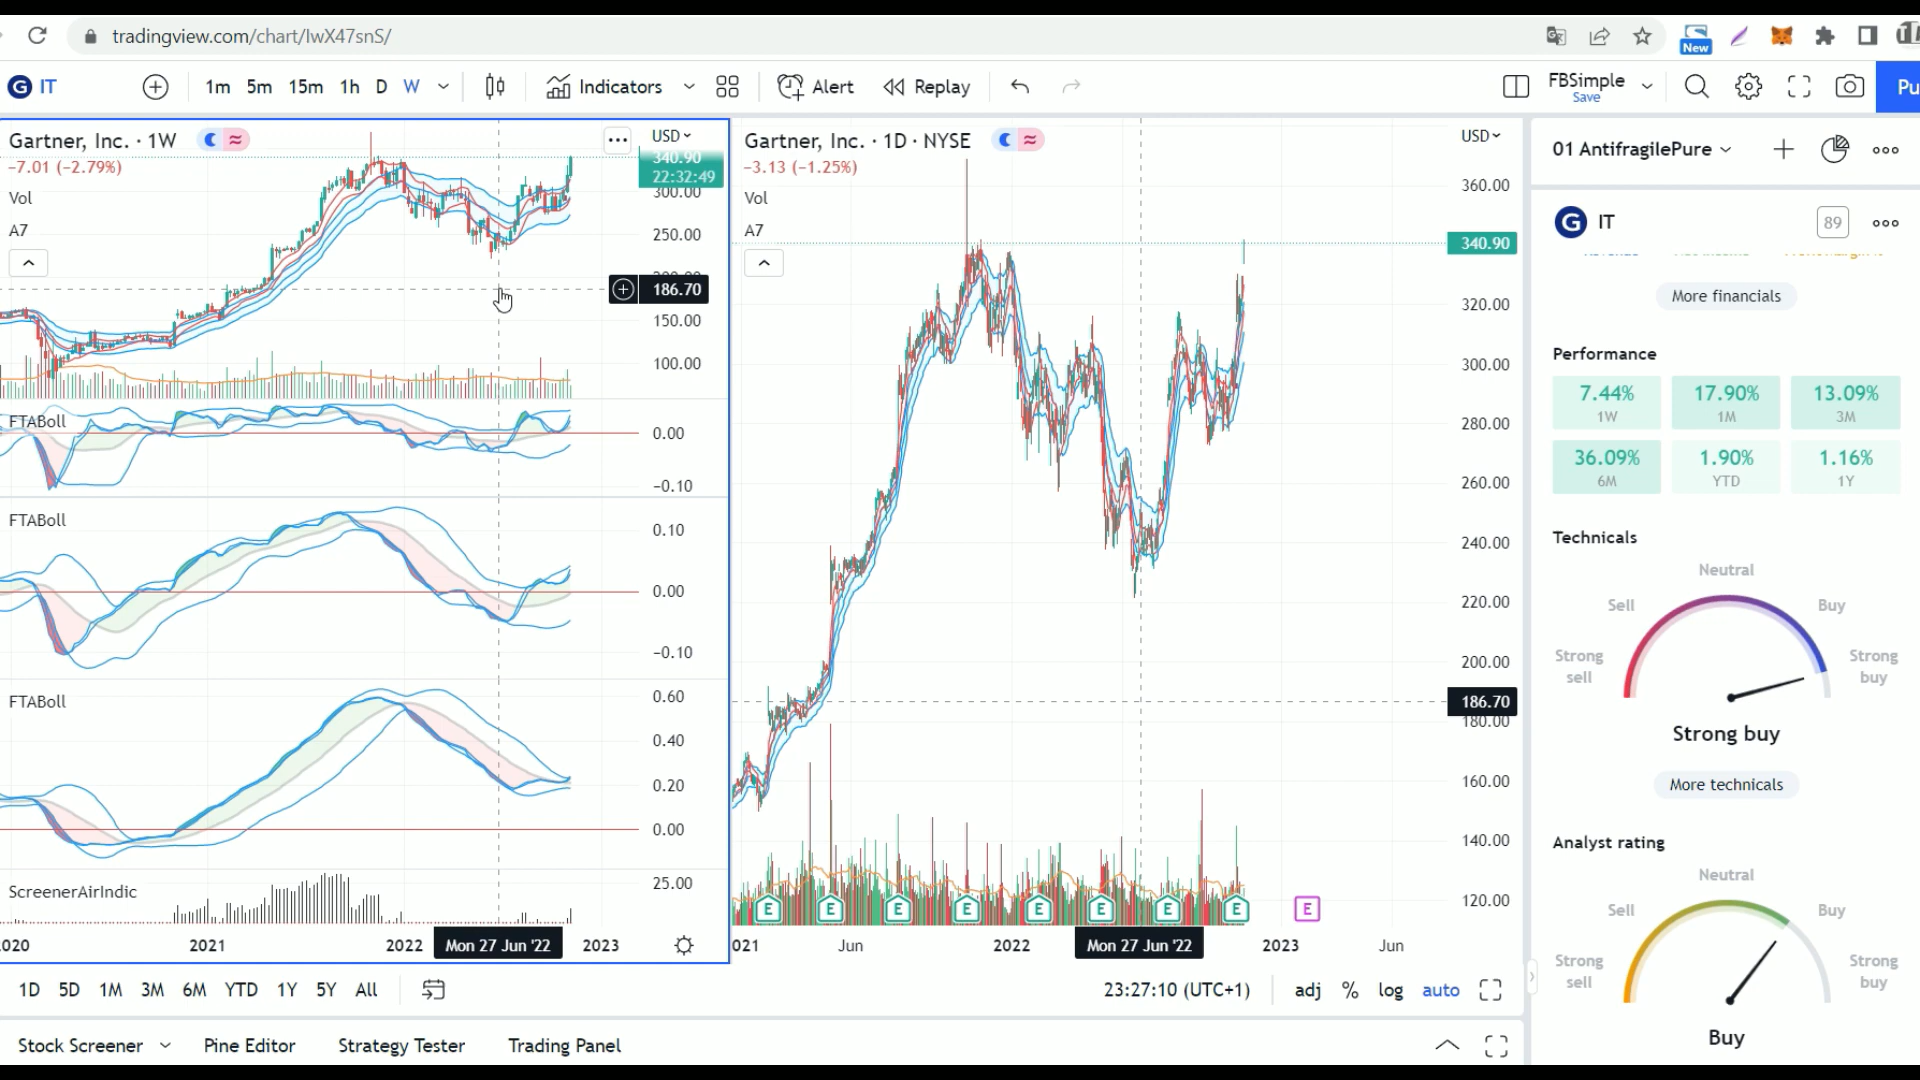 tradingview.com/chart/IwX47snS/
New
IT
1m 5m 15m 1h D W Indicators Alert Replay
FBSimple
Save
Pu
Gartner, Inc. · 1W
USD
−7.01 (−2.79%)
340.90
22:32:49
Vol
300.00
A7
250.00
200.00
186.70
150.00
100.00
FTABoll
0.00
−0.10
FTABoll
0.10
0.00
−0.10
FTABoll
0.60
0.40
0.20
0.00
ScreenerAirIndic
25.00
2020 2021 2022 Mon 27 Jun '22 2023
Gartner, Inc. · 1D · NYSE
USD
−3.13 (−1.25%)
Vol
A7
360.00
340.90
320.00
300.00
280.00
260.00
240.00
220.00
200.00
186.70
180.00
160.00
140.00
120.00
E E E E E E E E E
021 Jun 2022 Mon 27 Jun '22 2023 Jun
1D 5D 1M 3M 6M YTD 1Y 5Y All
23:27:10 (UTC+1) adj % log auto
Stock Screener Pine Editor Strategy Tester Trading Panel
01 AntifragilePure
IT
89
More financials
Performance
7.44% 17.90% 13.09%
1W 1M 3M
36.09% 1.90% 1.16%
6M YTD 1Y
Technicals
Neutral
Sell Buy
Strong sell Strong buy
Strong buy
More technicals
Analyst rating
Neutral
Sell Buy
Strong sell Strong buy
Buy